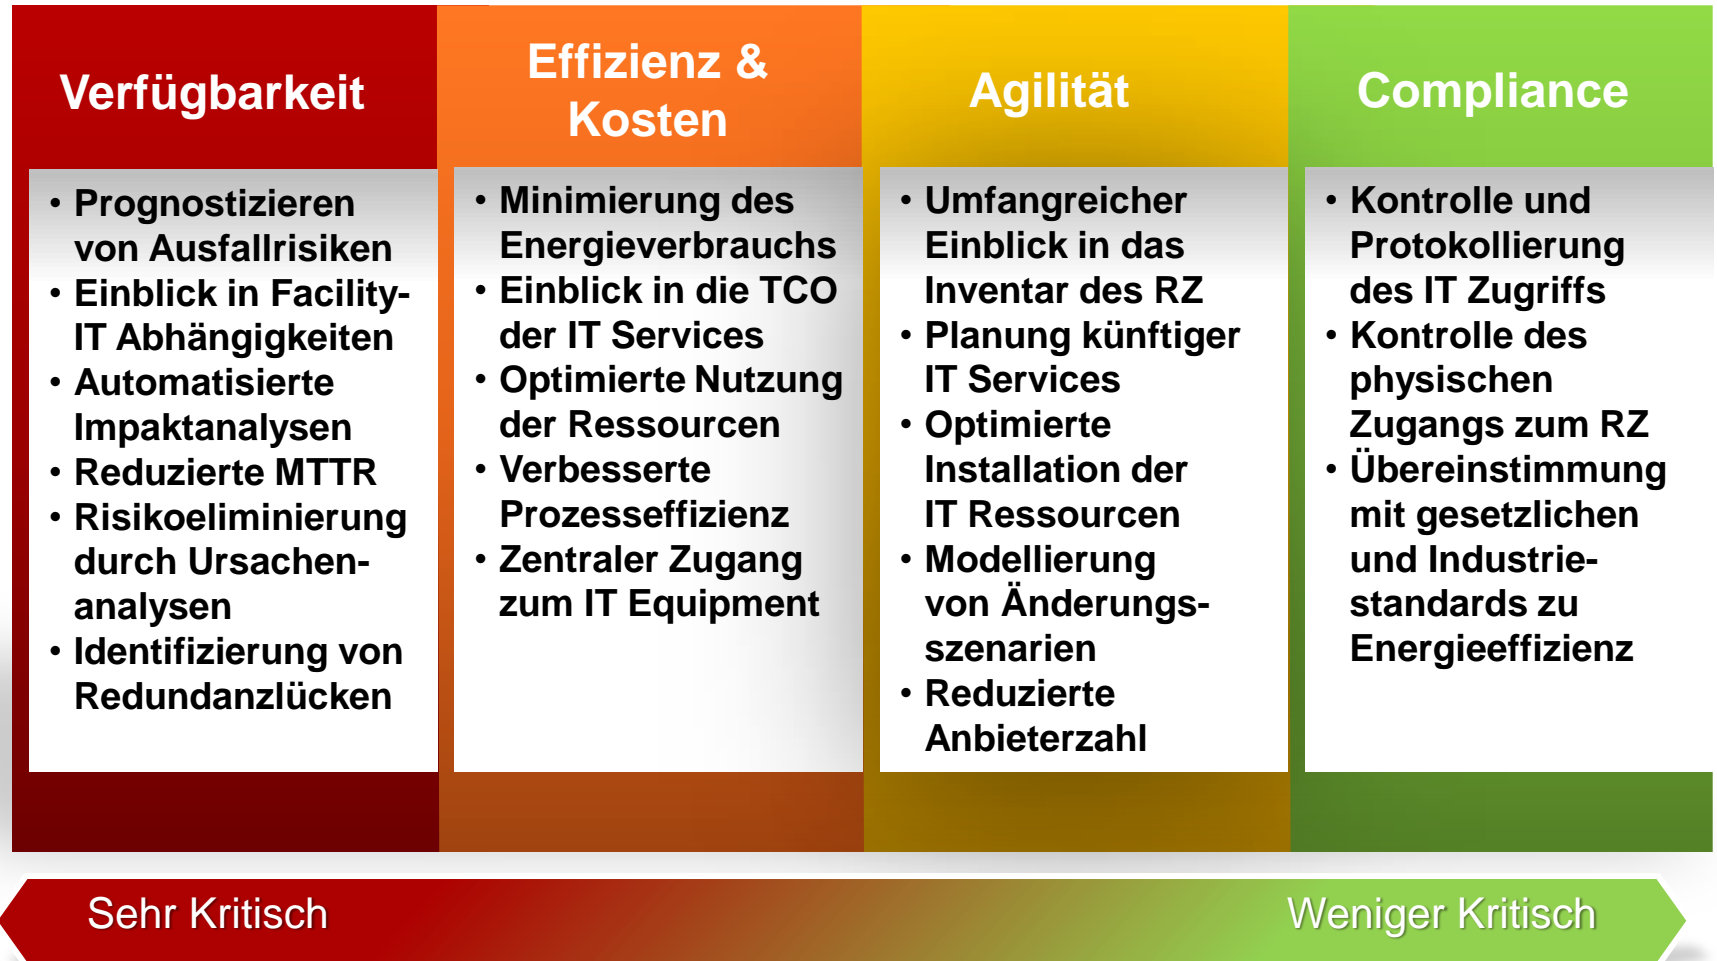 Verfügbarkeit
• Prognostizieren
von Ausfallrisiken
• Einblick in Facility-
IT Abhängigkeiten
• Automatisierte
Impaktanalysen
• Reduzierte MTTR
• Risikoeliminierung
durch Ursachen-
analysen
• Identifizierung von
Redundanzlücken
Effizienz &
Kosten
• Minimierung des
Energieverbrauchs
• Einblick in die TCO
der IT Services
• Optimierte Nutzung
der Ressourcen
• Verbesserte
Prozesseffizienz
• Zentraler Zugang
zum IT Equipment
Agilität
• Umfangreicher
Einblick in das
Inventar des RZ
• Planung künftiger
IT Services
• Optimierte
Installation der
IT Ressourcen
• Modellierung
von Änderungs-
szenarien
• Reduzierte
Anbieterzahl
Compliance
• Kontrolle und
Protokollierung
des IT Zugriffs
• Kontrolle des
physischen
Zugangs zum RZ
• Übereinstimmung
mit gesetzlichen
und Industrie-
standards zu
Energieeffizienz
Sehr Kritisch
Weniger Kritisch